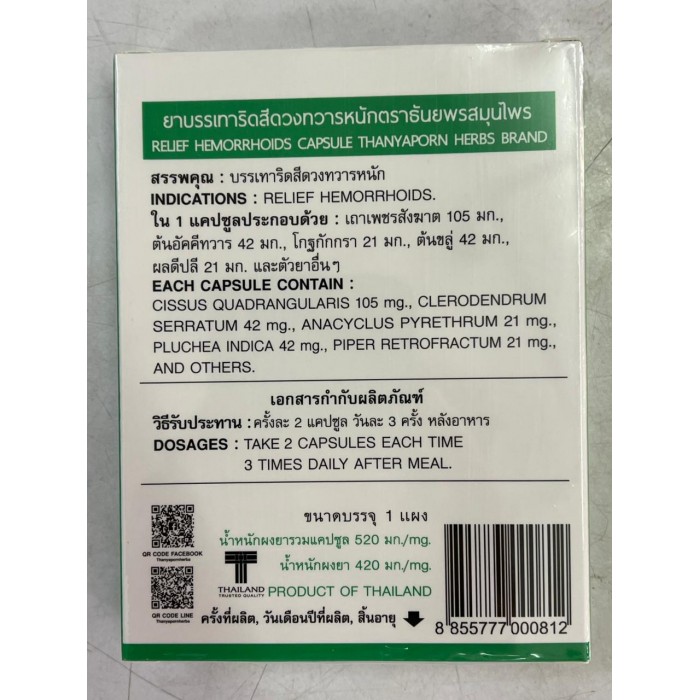 ยาบรรเทาริดสีดวงทวารหนักตราธันยพรสมุนไพร
RELIEF HEMORRHOIDS CAPSULE THANYAPORN HERBS BRAND
สรรพคุณ : บรรเทาริดสีดวงทวารหนัก
INDICATIONS : RELIEF HEMORRHOIDS.
ใน 1 แคปซูลประกอบด้วย : เถาเพชรสังฆาต 105 มก.,
ต้นอัคคีทวาร 42 มก., โกฐกักกรา 21 มก., ต้นขลู่ 42 มก.,
ผลดีปลี 21 มก. และตัวยาอื่นๆ
EACH CAPSULE CONTAIN :
CISSUS QUADRANGULARIS 105 mg., CLERODENDRUM
SERRATUM 42 mg., ANACYCLUS PYRETHRUM 21 mg.,
PLUCHEA INDICA 42 mg., PIPER RETROFRACTUM 21 mg.,
AND OTHERS.
เอกสารกำกับผลิตภัณฑ์
วิธีรับประทาน : ครั้งละ 2 แคปซูล วันละ 3 ครั้ง หลังอาหาร
DOSAGES : TAKE 2 CAPSULES EACH TIME
3 TIMES DAILY AFTER MEAL.
ขนาดบรรจุ 1 แผง
น้ำหนักผงยารวมแคปซูล 520 มก./mg.
น้ำหนักผงยา 420 มก./mg.
PRODUCT OF THAILAND
QR CODE FACEBOOK
Thanyapornherbs
THAILAND
TRUSTED QUALITY
QR CODE LINE
Thanyapornherbs
ครั้งที่ผลิต, วันเดือนปีที่ผลิต, สิ้นอายุ
8 855777 000812